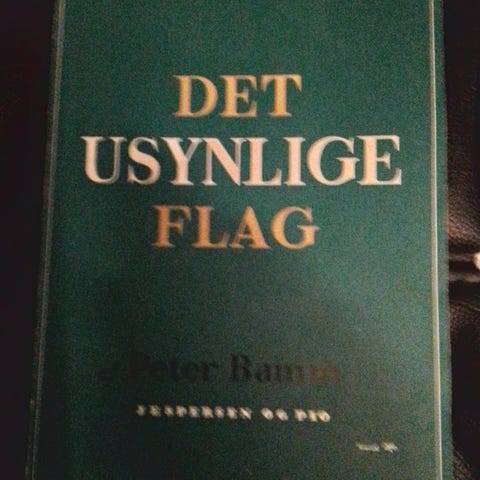 DET
USYNLIGE
FLAG
Peter Bamm
JESPERSEN OG PIO